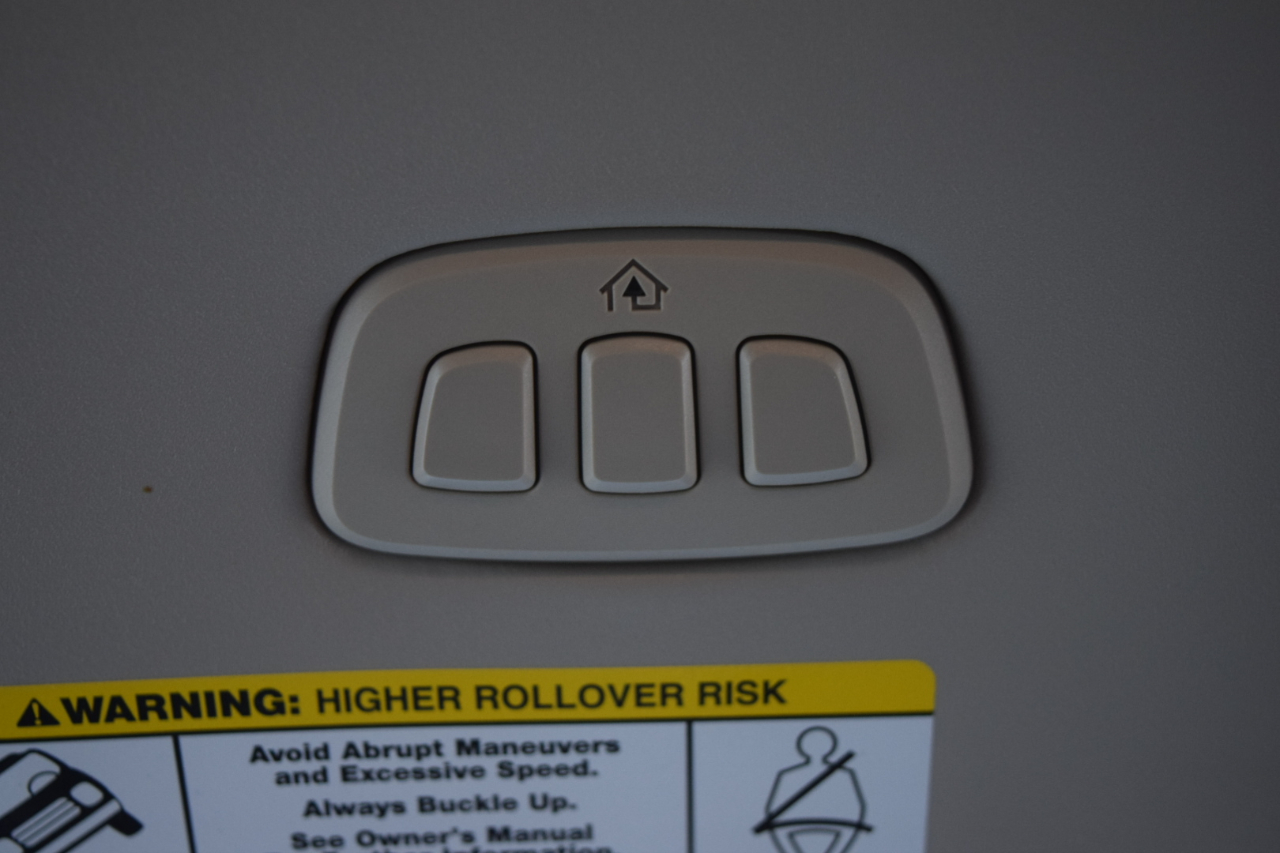 WARNING: HIGHER ROLLOVER RISK
Avoid Abrupt Maneuvers
and Excessive Speed.
Always Buckle Up.
See Owner's Manual